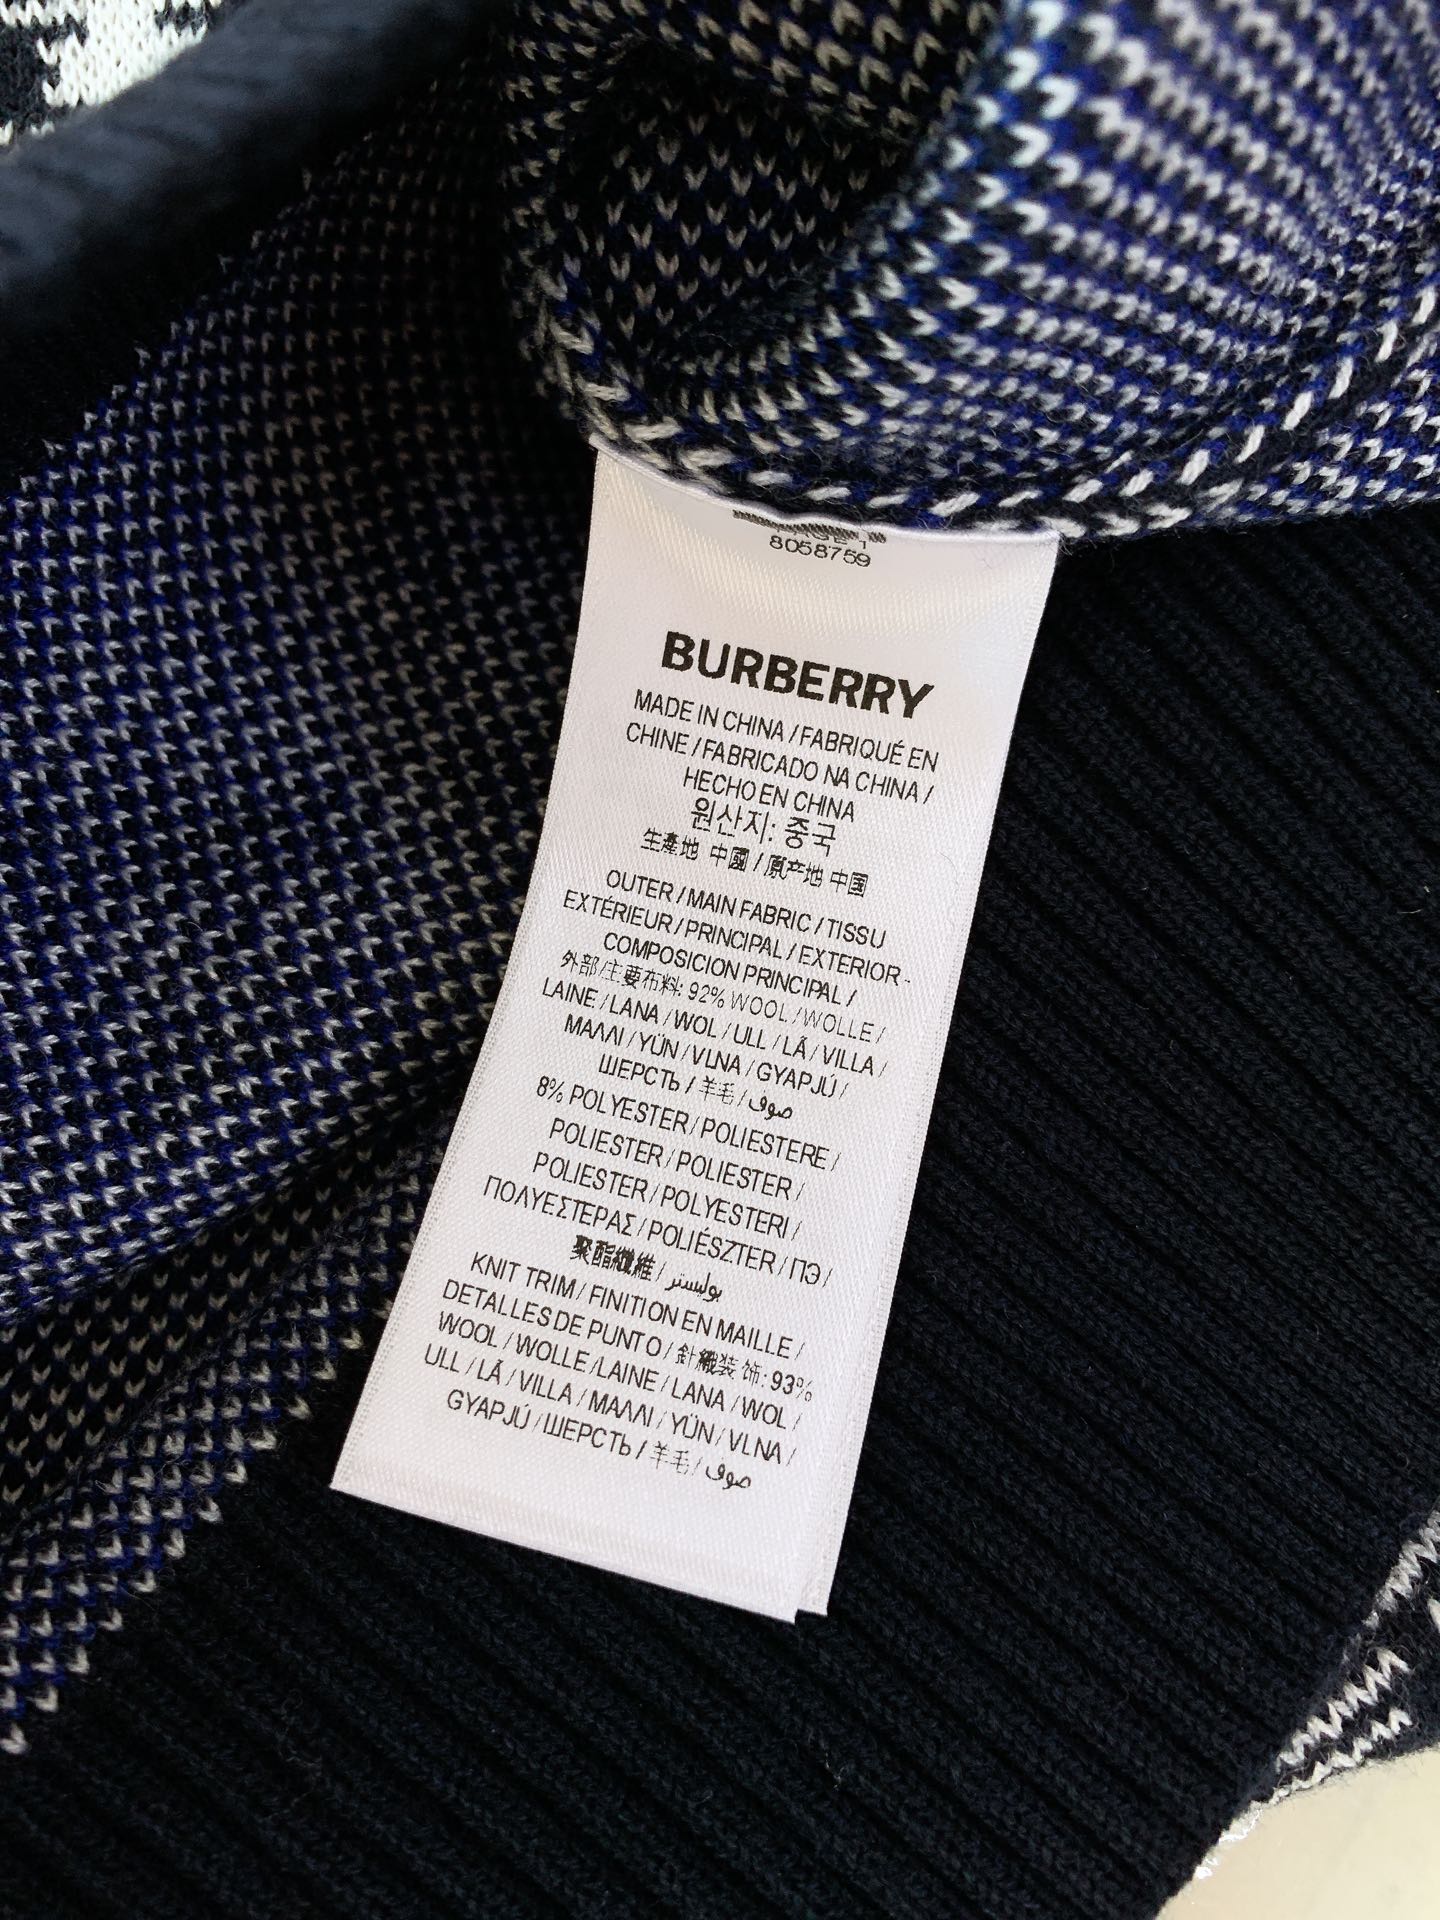 8058759
BURBERRY
MADE IN CHINA / FABRIQUÉ EN
CHINE / FABRICADO NA CHINA /
HECHO EN CHINA
원산지: 중국
生產地 中國 / 原产地 中国
OUTER / MAIN FABRIC / TISSU
EXTÉRIEUR / PRINCIPAL / EXTERIOR -
COMPOSICION PRINCIPAL /
外部/主要布料: 92% WOOL / WOLLE /
LAINE / LANA / WOL / ULL / LÃ / VILLA /
ΜΑΛΛΙ / YÜN / VLNA / GYAPJÚ /
ШЕРСТЬ / 羊毛 / صوف
8% POLYESTER / POLIESTERE /
POLIESTER / POLIESTER /
POLIESTER / POLYESTERI /
ΠΟΛΥΕΣΤΕΡΑΣ / POLIÉSZTER / ПЭ /
聚酯纖維 / بوليستر
KNIT TRIM / FINITION EN MAILLE /
DETALLES DE PUNTO / 針織装饰: 93%
WOOL / WOLLE / LAINE / LANA / WOL /
ULL / LÃ / VILLA / ΜΑΛΛΙ / YÜN / VLNA /
GYAPJÚ / ШЕРСТЬ / 羊毛 / صوف